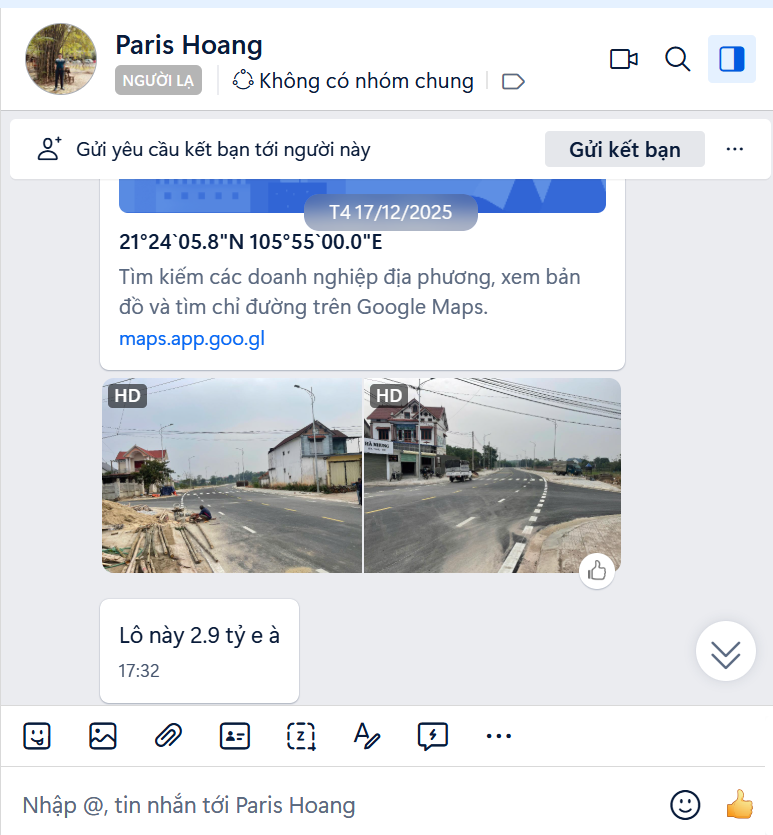 Paris Hoang
NGƯỜI LẠ
Không có nhóm chung
Gửi yêu cầu kết bạn tới người này
Gửi kết bạn
T4 17/12/2025
21°24`05.8"N 105°55`00.0"E
Tìm kiếm các doanh nghiệp địa phương, xem bản
đồ và tìm chỉ đường trên Google Maps.
maps.app.goo.gl
HD
HD
HÀ NHUNG
Lô này 2.9 tỷ e à
17:32
Z
Nhập @, tin nhắn tới Paris Hoang